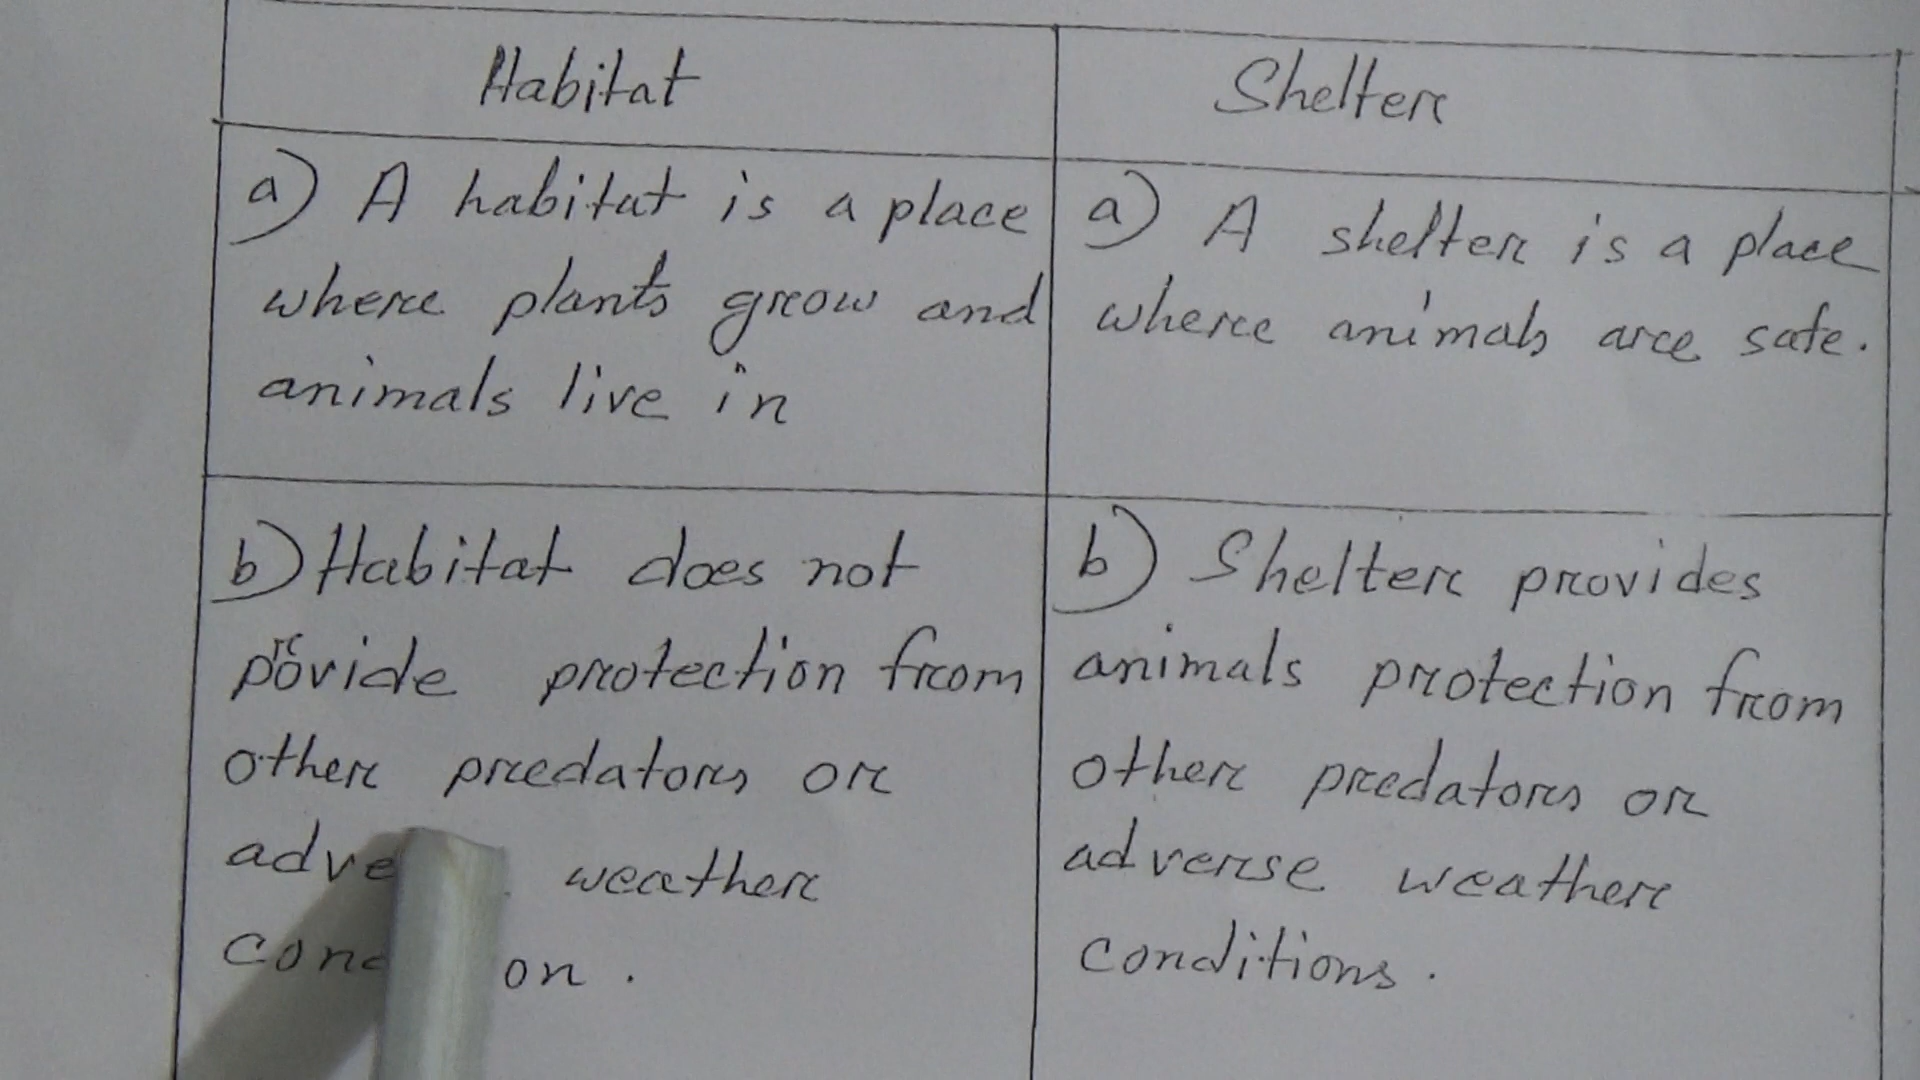 Habitat
Shelter
a) A habitat is a place
where plants grow and
animals live in
a) A shelter is a place
where animals are safe.
b) Habitat does not
provide protection from
other predators or
weather
b) Shelter provides
animals protection from
other predators or
adverse weather
conditions.